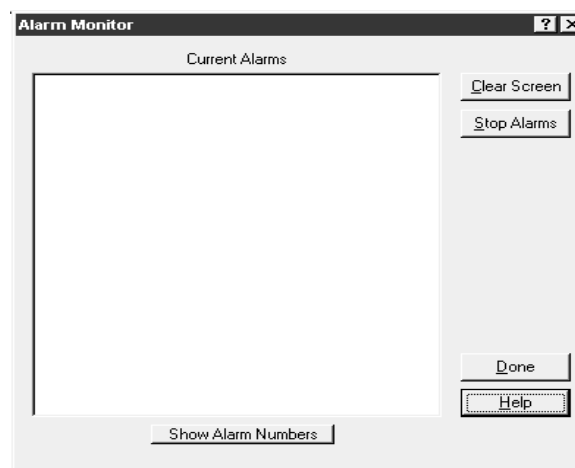 Alarm Monitor
Current Alarms
Clear Screen
Stop Alarms
Done
Help
Show Alarm Numbers